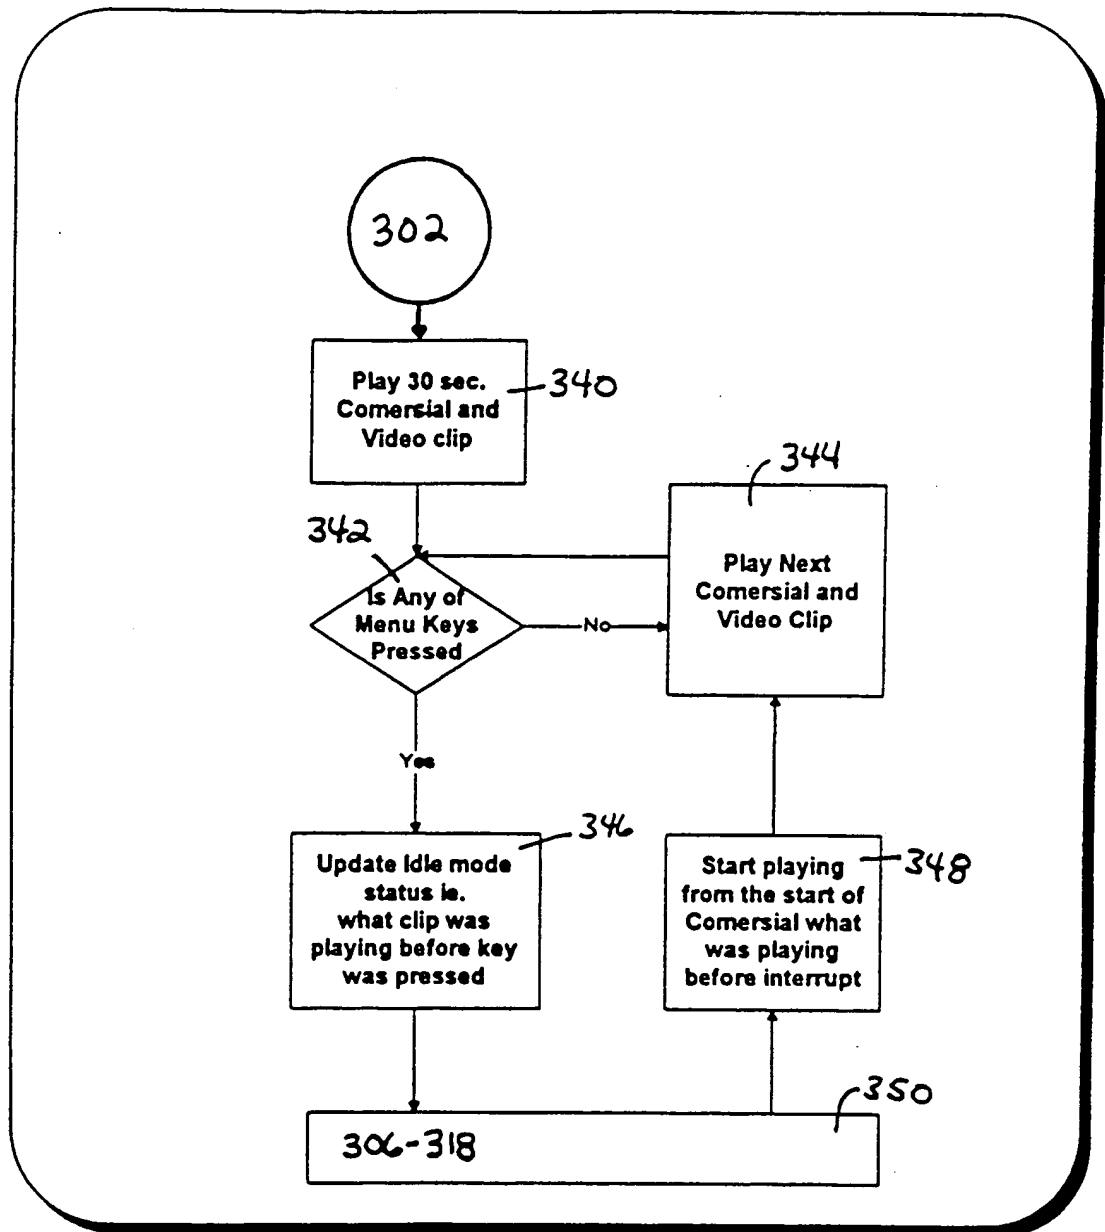 302
Play 30 sec.
Comersial and
Video clip
340
344
342
Is Any of
Menu Keys
Pressed
No
Play Next
Comersial and
Video Clip
Yes
346
Update Idle mode
status ie.
what clip was
playing before key
was pressed
348
Start playing
from the start of
Comersial what
was playing
before interrupt
350
306-318